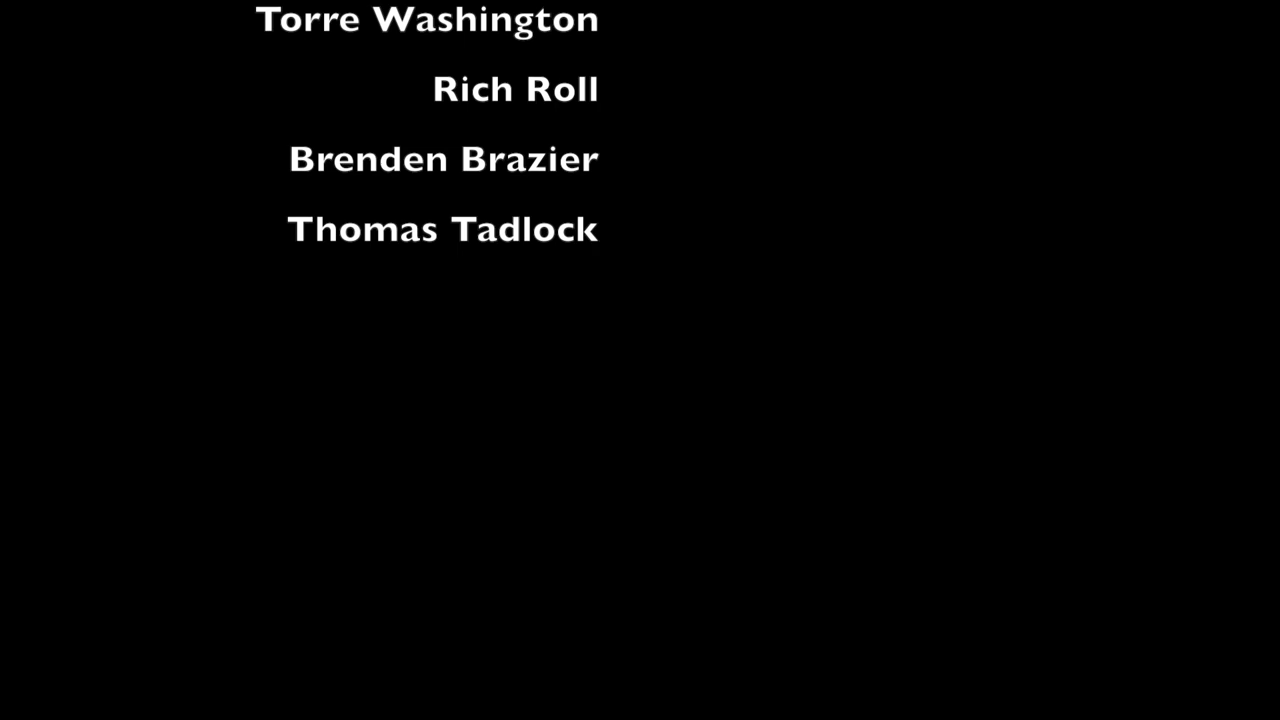 Torre Washington
Rich Roll
Brenden Brazier
Thomas Tadlock